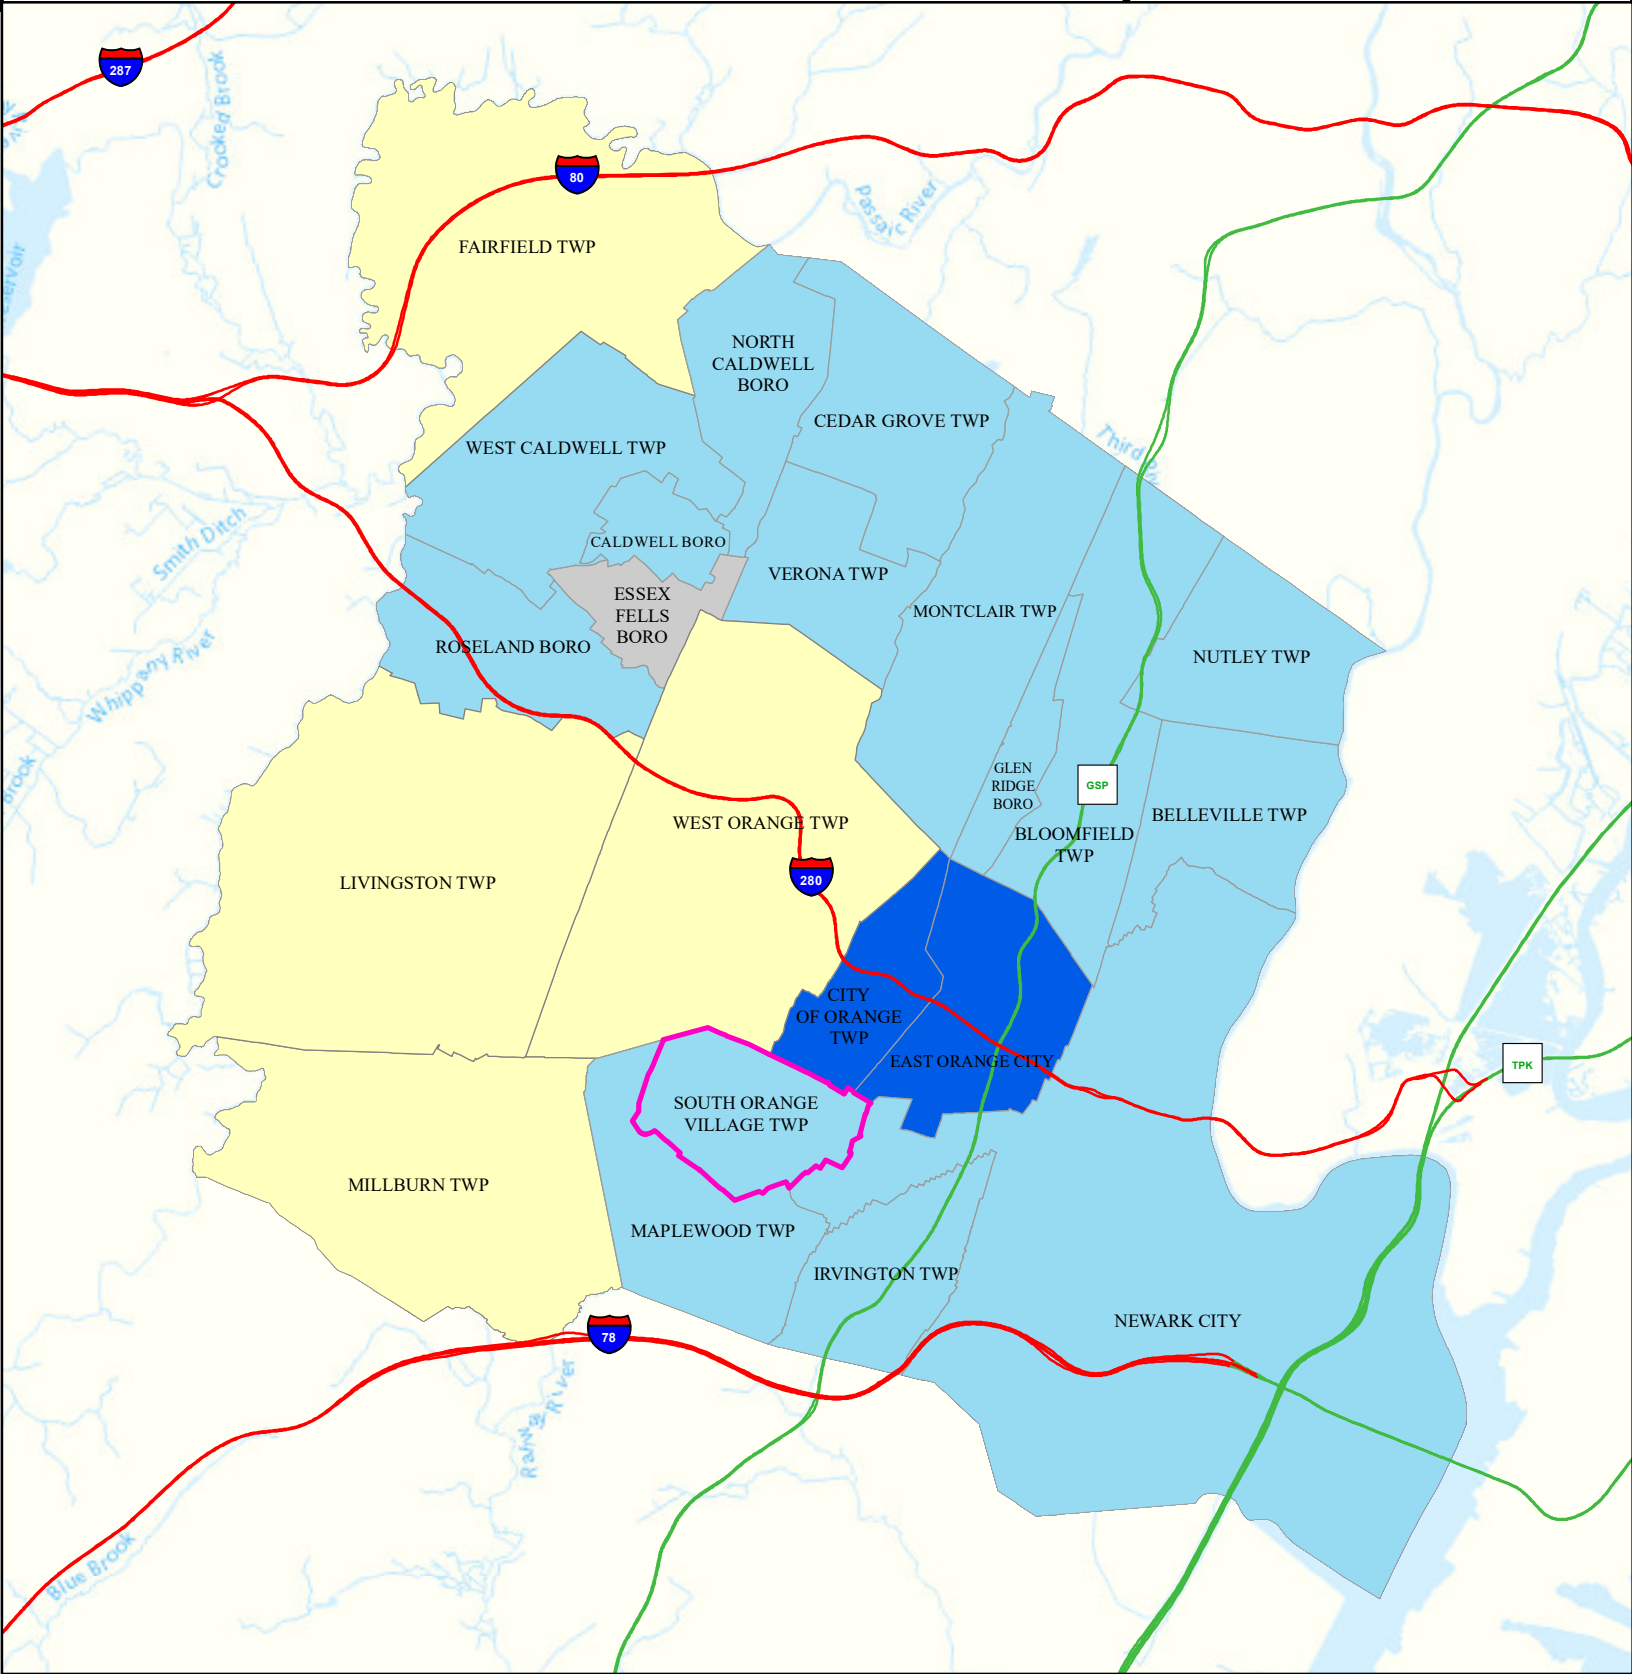 287
Crooked Brook
80
Passaic River
FAIRFIELD TWP
NORTH
CALDWELL
BORO
CEDAR GROVE TWP
WEST CALDWELL TWP
Third
Smith Ditch
CALDWELL BORO
VERONA TWP
ESSEX
FELLS
BORO
MONTCLAIR TWP
ROSELAND BORO
NUTLEY TWP
Whippany River
Brook
GLEN
RIDGE
BORO
GSP
BELLEVILLE TWP
WEST ORANGE TWP
BLOOMFIELD
TWP
LIVINGSTON TWP
280
CITY
OF ORANGE
TWP
EAST ORANGE CITY
TPK
SOUTH ORANGE
VILLAGE TWP
MILLBURN TWP
MAPLEWOOD TWP
IRVINGTON TWP
NEWARK CITY
78
River
Blue Brook